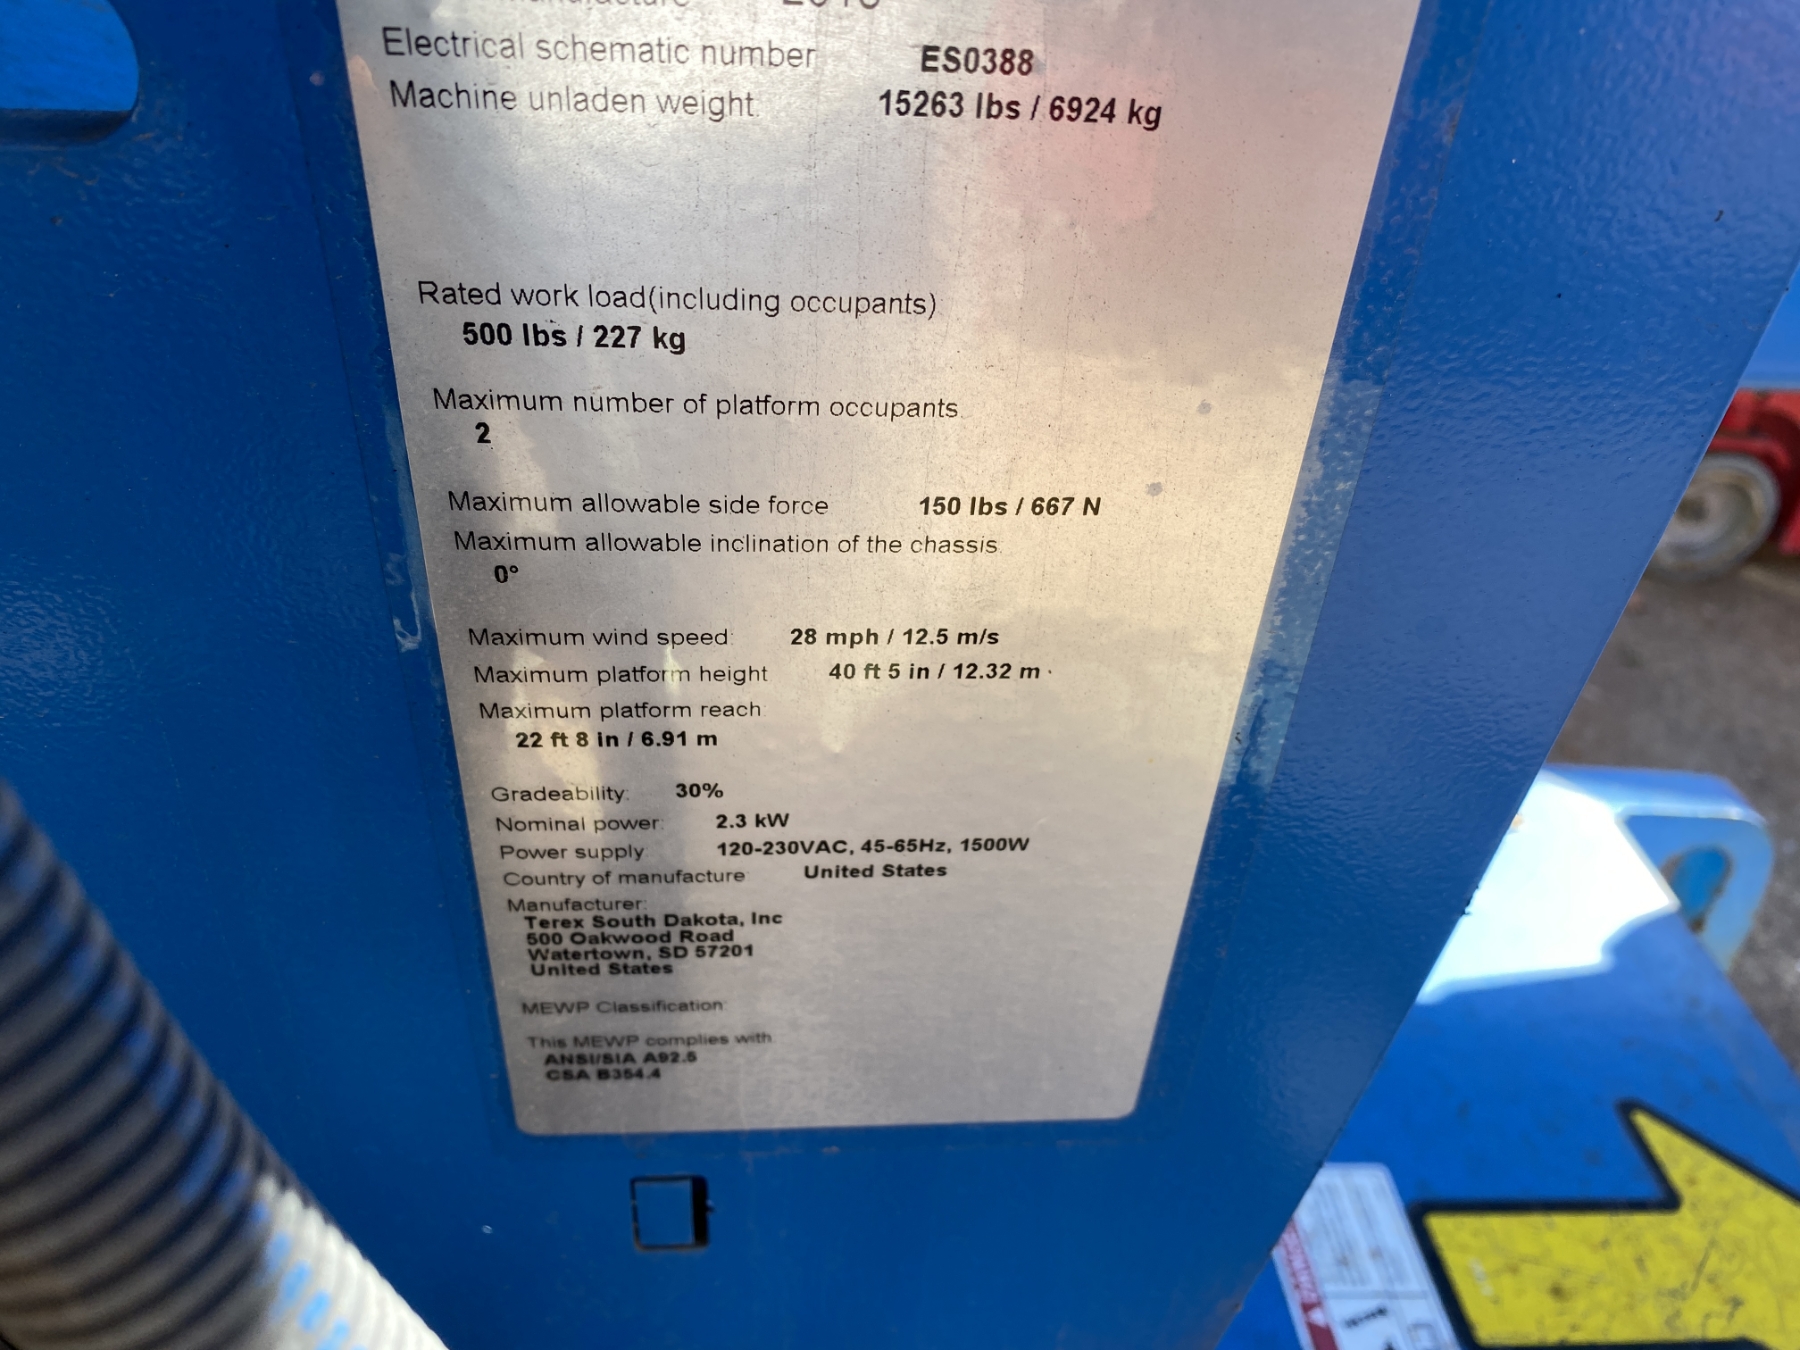 Electrical schematic number ES0388
Machine unladen weight: 15263 lbs / 6924 kg
Rated work load(including occupants)
500 lbs / 227 kg
Maximum number of platform occupants
2
Maximum allowable side force 150 lbs / 667 N
Maximum allowable inclination of the chassis:
0°
Maximum wind speed: 28 mph / 12.5 m/s
Maximum platform height 40 ft 5 in / 12.32 m
Maximum platform reach
22 ft 8 in / 6.91 m
Gradeability: 30%
Nominal power: 2.3 kW
Power supply: 120-230VAC, 45-65Hz, 1500W
Country of manufacture United States
Manufacturer:
Terex South Dakota, Inc
500 Oakwood Road
Watertown, SD 57201
United States
MEWP Classification:
This MEWP complies with:
ANSI/SIA A92.5
CSA B354.4